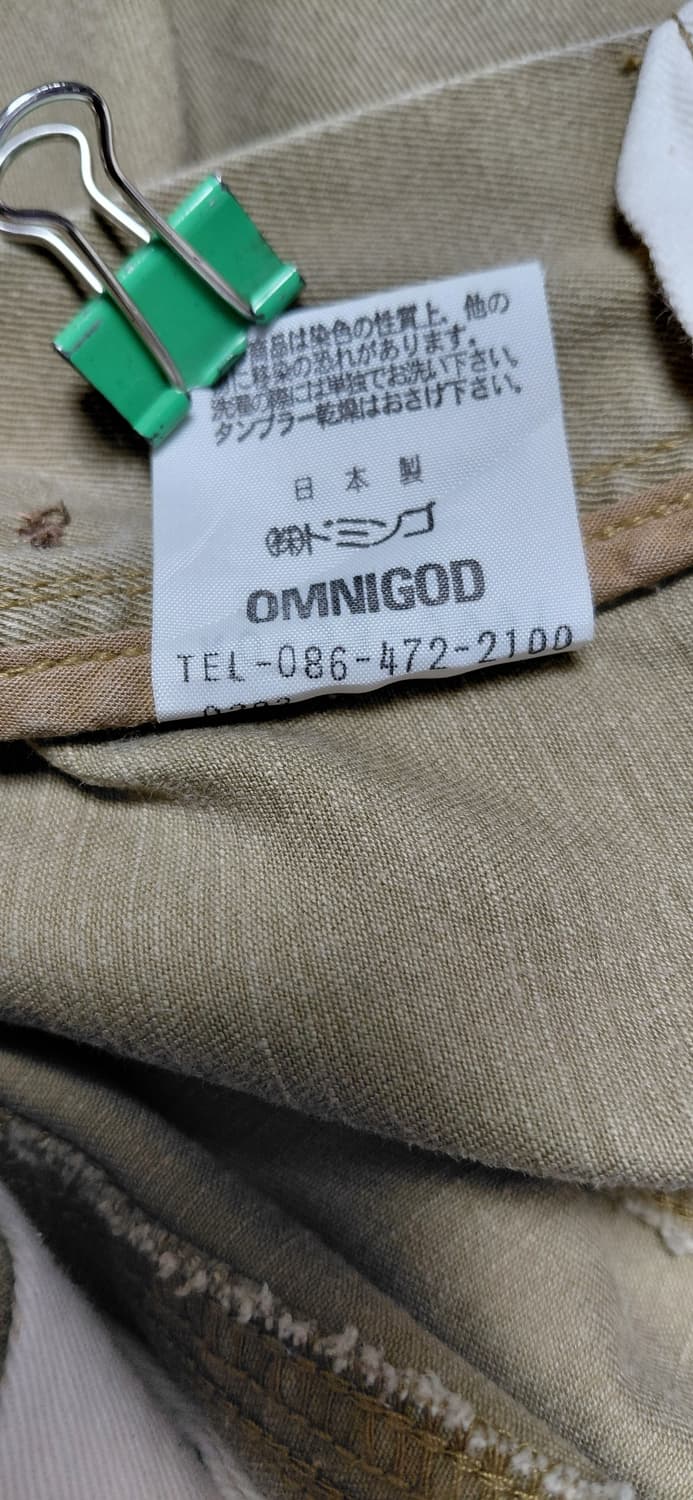 商品は染色の性質上、他の
に移染の恐れがあります。
洗濯の際には単独でお洗い下さい。
タンブラー乾燥はおさけ下さい。
日本製
㈱ドミンゴ
OMNIGOD
TEL-086-472-2100